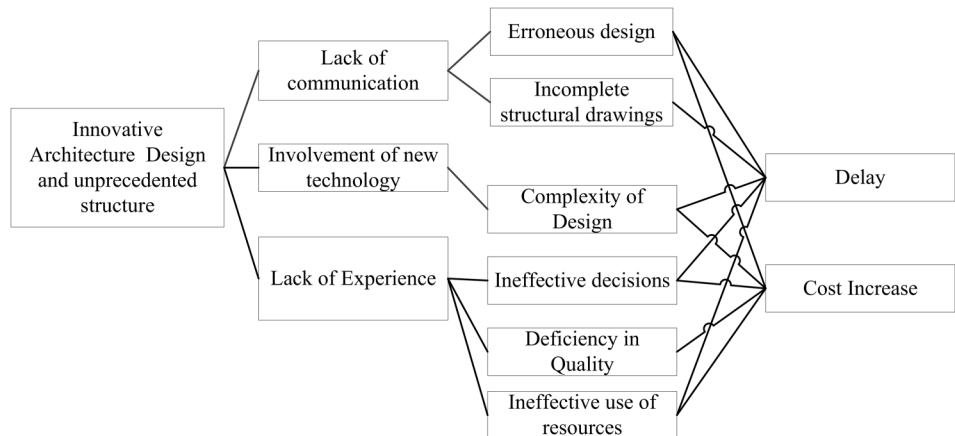 Innovative
Architecture Design
and unprecedented
structure
Lack of
communication
Involvement of new
technology
Lack of Experience
Erroneous design
Incomplete
structural drawings
Complexity of
Design
Ineffective decisions
Deficiency in
Quality
Ineffective use of
resources
Delay
Cost Increase